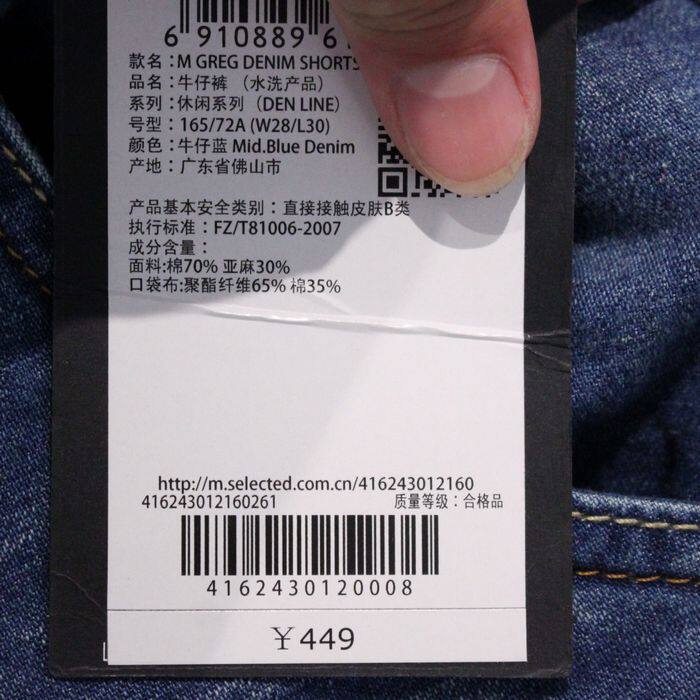 6 910889 6
款名：M GREG DENIM SHORTS
品名：牛仔裤 （水洗产品）
系列：休闲系列 （DEN LINE）
号型：165/72A (W28/L30)
颜色：牛仔蓝 Mid.Blue Denim
产地：广东省佛山市
产品基本安全类别：直接接触皮肤B类
执行标准：FZ/T81006-2007
成分含量：
面料:棉70% 亚麻30%
口袋布:聚酯纤维65% 棉35%
http://m.selected.com.cn/416243012160
416243012160261 质量等级：合格品
4162430120008
￥449